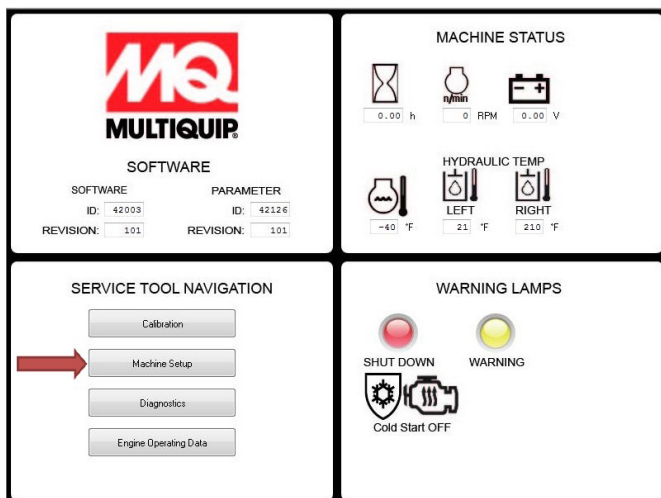 MQ
MULTIQUIP
SOFTWARE
SOFTWARE PARAMETER
ID: 42003 ID: 42126
REVISION: 101 REVISION: 101
MACHINE STATUS
n/min
0.00 h 0 RPM 0.00 V
HYDRAULIC TEMP
LEFT RIGHT
-40 °F 21 °F 210 °F
SERVICE TOOL NAVIGATION
Calibration
Machine Setup
Diagnostics
Engine Operating Data
WARNING LAMPS
SHUT DOWN WARNING
Cold Start OFF